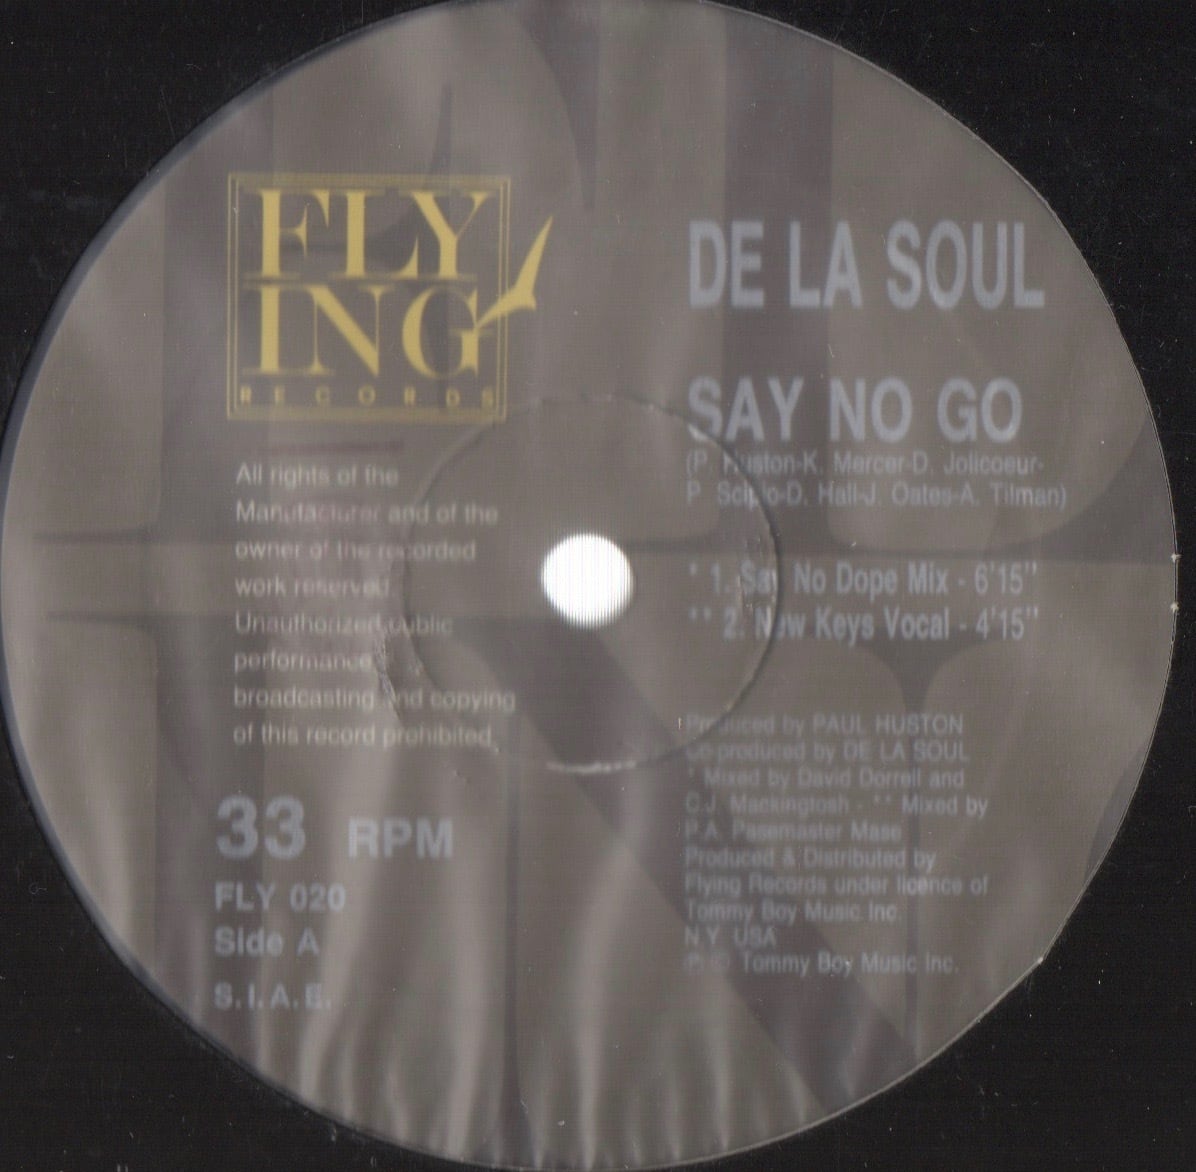 FLY
ING
RECORDS
All rights of the
Manufacturer and of the
owner of the recorded
work reserved.
Unauthorized public
performance
broadcasting and copying
of this record prohibited.
33 RPM
FLY 020
Side A
S.I.A.E.
DE LA SOUL
SAY NO GO
(P. Huston-K. Mercer-D. Jolicoeur-
P. Scipio-D. Hall-J. Oates-A. Tilman)
* 1. Say No Dope Mix - 6'15"
** 2. New Keys Vocal - 4'15"
Produced by PAUL HUSTON
Co-produced by DE LA SOUL
* Mixed by David Dorrell and
C.J. Mackingtosh - ** Mixed by
P.A. Pasemaster Mase
Produced & Distributed by
Flying Records under licence of
Tommy Boy Music. Inc.
N.Y. USA
℗ © Tommy Boy Music Inc.